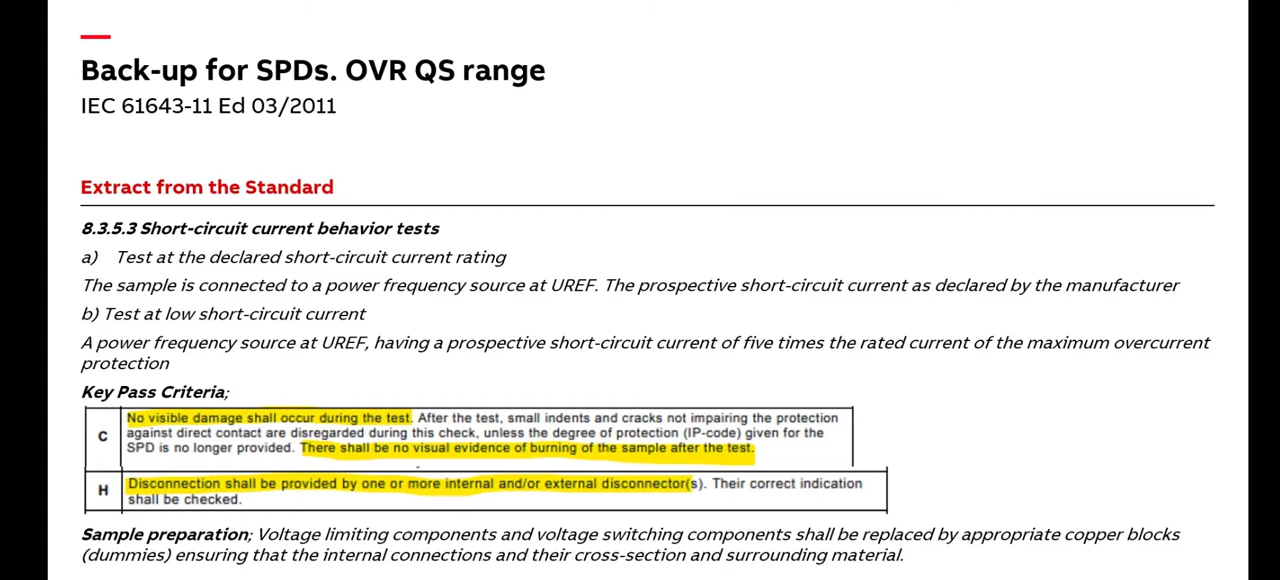 Back-up for SPDs. OVR QS range
IEC 61643-11 Ed 03/2011
Extract from the Standard
8.3.5.3 Short-circuit current behavior tests
a) Test at the declared short-circuit current rating
The sample is connected to a power frequency source at UREF. The prospective short-circuit current as declared by the manufacturer
b) Test at low short-circuit current
A power frequency source at UREF, having a prospective short-circuit current of five times the rated current of the maximum overcurrent
protection
Key Pass Criteria;
C
No visible damage shall occur during the test. After the test, small indents and cracks not impairing the protection
against direct contact are disregarded during this check, unless the degree of protection (IP-code) given for the
SPD is no longer provided. There shall be no visual evidence of burning of the sample after the test.
H
Disconnection shall be provided by one or more internal and/or external disconnector(s). Their correct indication
shall be checked.
Sample preparation; Voltage limiting components and voltage switching components shall be replaced by appropriate copper blocks
(dummies) ensuring that the internal connections and their cross-section and surrounding material.